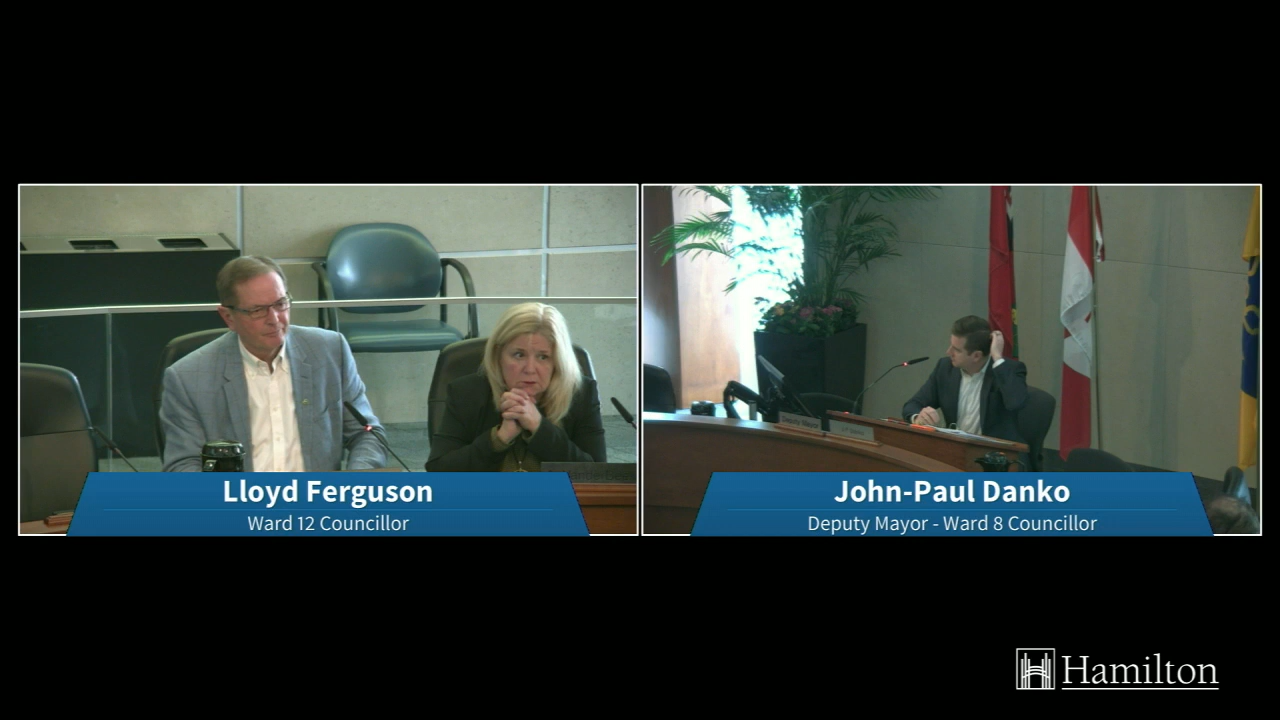 Lloyd Ferguson
Ward 12 Councillor
John-Paul Danko
Deputy Mayor - Ward 8 Councillor
Hamilton